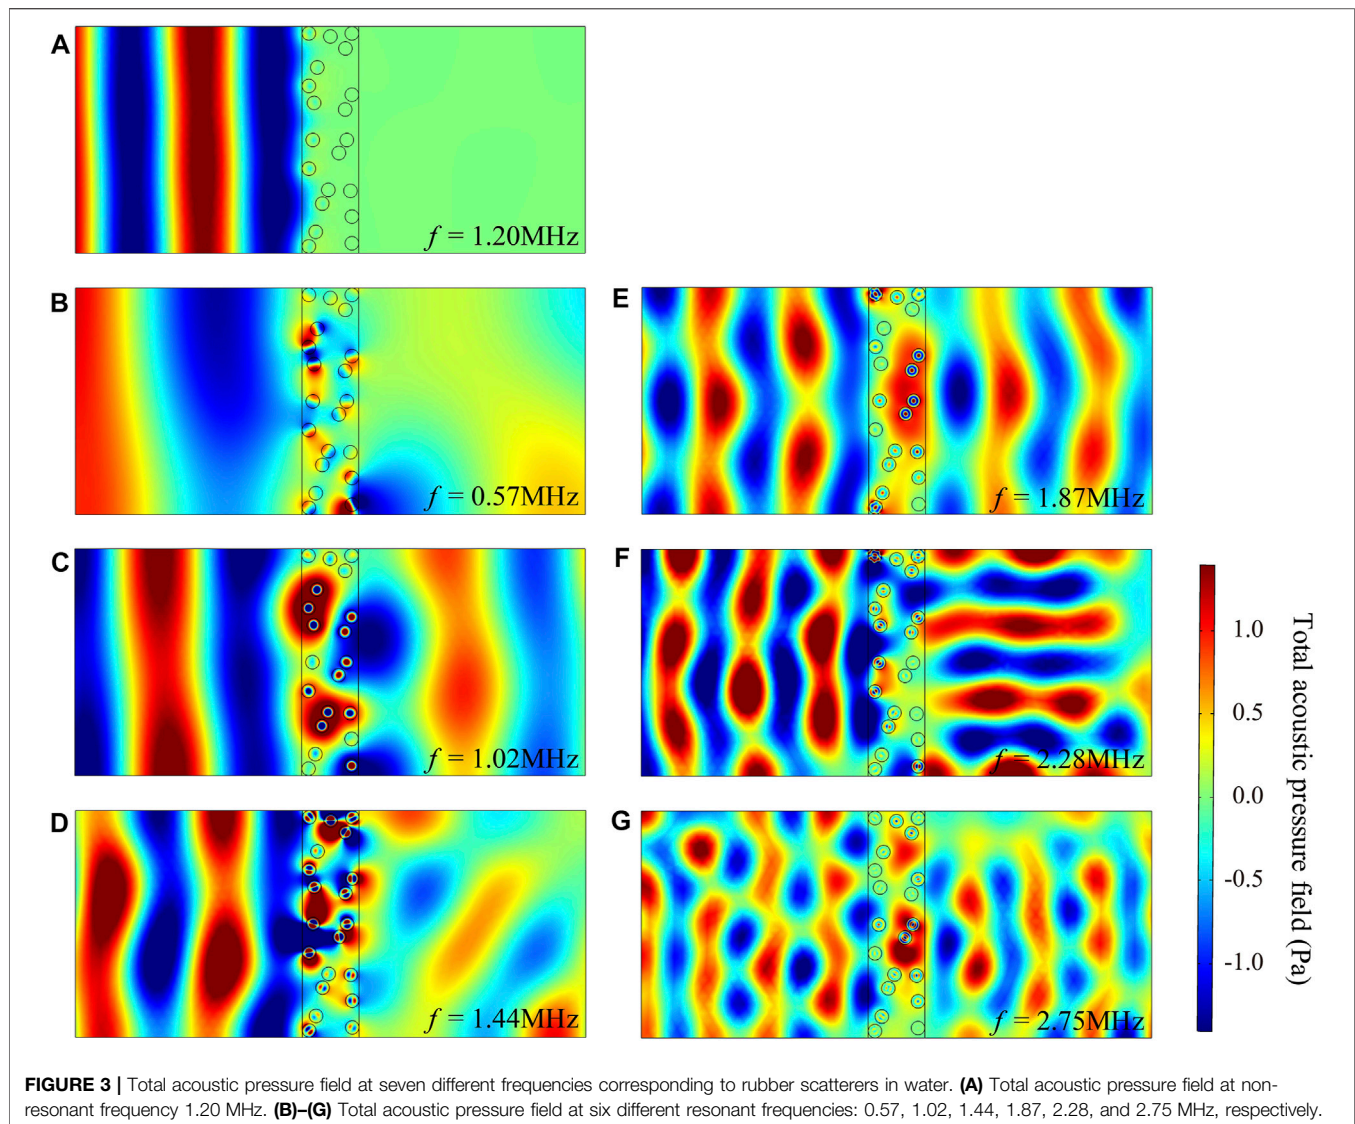 A
f = 1.20MHz
B
f = 0.57MHz
C
f = 1.02MHz
D
f = 1.44MHz
E
f = 1.87MHz
F
f = 2.28MHz
G
f = 2.75MHz
1.0
0.5
0.0
-0.5
-1.0
Total acoustic pressure field (Pa)
FIGURE 3 | Total acoustic pressure field at seven different frequencies corresponding to rubber scatterers in water. (A) Total acoustic pressure field at non-
resonant frequency 1.20 MHz. (B)–(G) Total acoustic pressure field at six different resonant frequencies: 0.57, 1.02, 1.44, 1.87, 2.28, and 2.75 MHz, respectively.